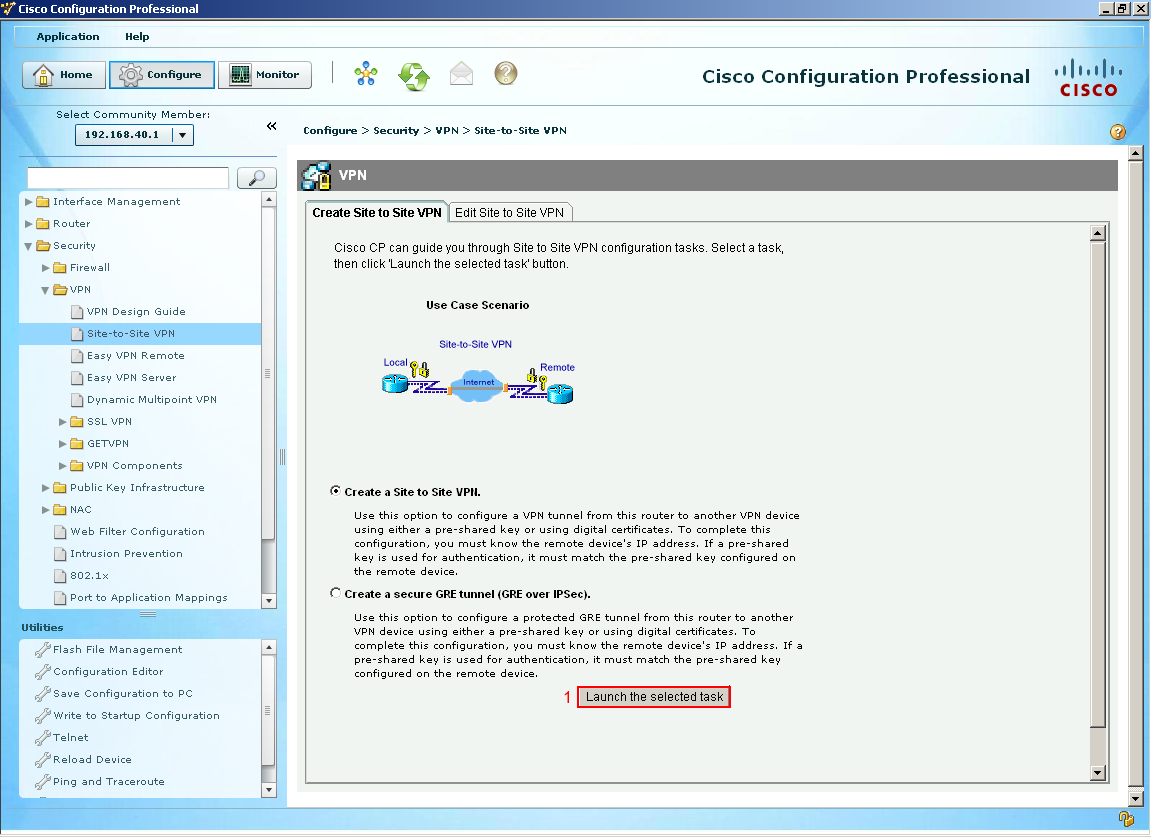 Cisco Configuration Professional
Application Help
Home Configure Monitor
Cisco Configuration Professional
CISCO
Select Community Member:
192.168.40.1
«
Configure > Security > VPN > Site-to-Site VPN
Interface Management
Router
Security
Firewall
VPN
VPN Design Guide
Site-to-Site VPN
Easy VPN Remote
Easy VPN Server
Dynamic Multipoint VPN
SSL VPN
GETVPN
VPN Components
Public Key Infrastructure
NAC
Web Filter Configuration
Intrusion Prevention
802.1x
Port to Application Mappings
Utilities
Flash File Management
Configuration Editor
Save Configuration to PC
Write to Startup Configuration
Telnet
Reload Device
Ping and Traceroute
VPN
Create Site to Site VPN Edit Site to Site VPN
Cisco CP can guide you through Site to Site VPN configuration tasks. Select a task,
then click 'Launch the selected task' button.
Use Case Scenario
Site-to-Site VPN
Local
Remote
Internet
Create a Site to Site VPN.
Use this option to configure a VPN tunnel from this router to another VPN device
using either a pre-shared key or using digital certificates. To complete this
configuration, you must know the remote device's IP address. If a pre-shared
key is used for authentication, it must match the pre-shared key configured on
the remote device.
Create a secure GRE tunnel (GRE over IPSec).
Use this option to configure a protected GRE tunnel from this router to another
VPN device using either a pre-shared key or using digital certificates. To
complete this configuration, you must know the remote device's IP address. If a
pre-shared key is used for authentication, it must match the pre-shared key
configured on the remote device.
1 Launch the selected task